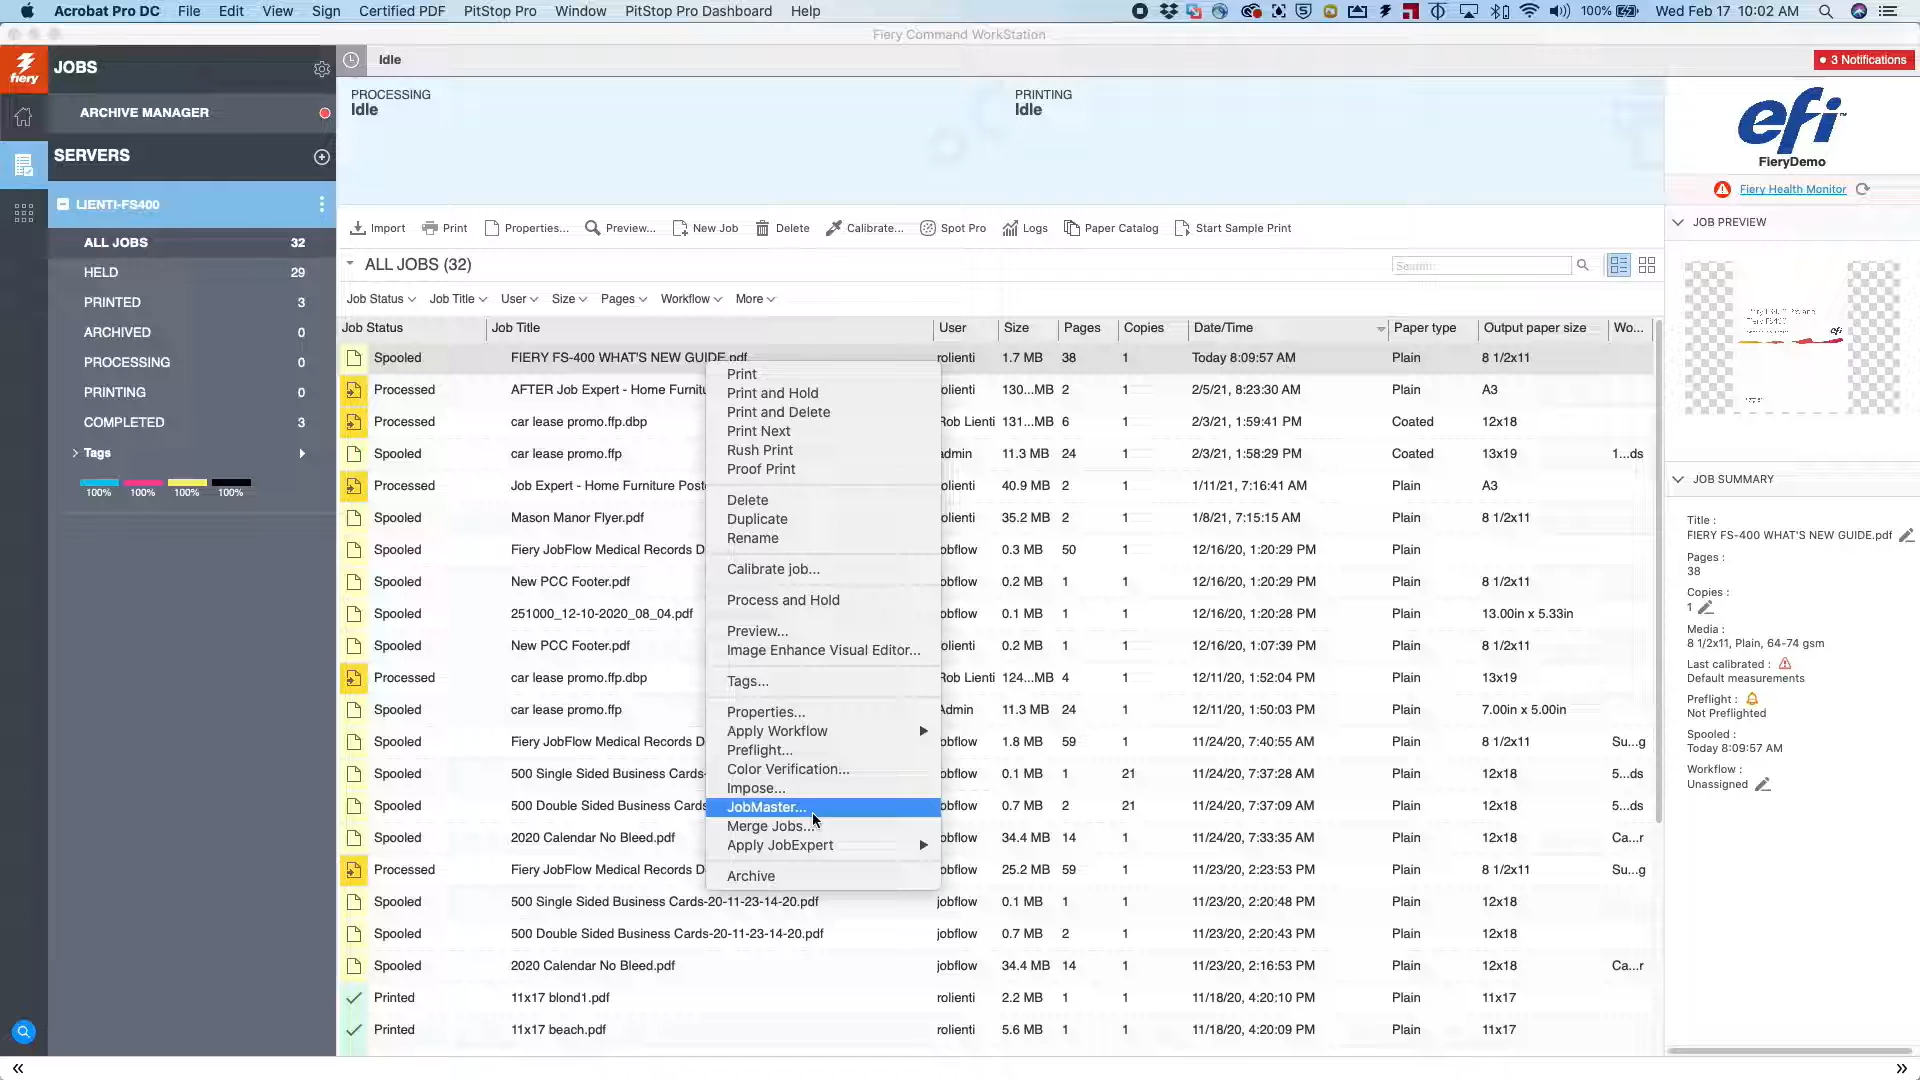 Acrobat Pro DC File Edit View Sign Certified PDF PitStop Pro Window PitStop Pro Dashboard Help 100% Wed Feb 17 10:02 AM
Fiery Command WorkStation
fiery JOBS
Idle
3 Notifications
ARCHIVE MANAGER
SERVERS
LIENTI-FS400
ALL JOBS 32
HELD 29
PRINTED 3
ARCHIVED 0
PROCESSING 0
PRINTING 0
COMPLETED 3
Tags
100% 100% 100% 100%
PROCESSING
Idle
PRINTING
Idle
efi
FieryDemo
Fiery Health Monitor
Import Print Properties... Preview... New Job Delete Calibrate... Spot Pro Logs Paper Catalog Start Sample Print
ALL JOBS (32)
Search:
Job Status Job Title User Size Pages Workflow More
Job Status Job Title User Size Pages Copies Date/Time Paper type Output paper size Wo...
Spooled FIERY FS-400 WHAT'S NEW GUIDE.pdf rolienti 1.7 MB 38 1 Today 8:09:57 AM Plain 8 1/2x11
Processed AFTER Job Expert - Home Furnitu olienti 130...MB 2 1 2/5/21, 8:23:30 AM Plain A3
Processed car lease promo.ffp.dbp Rob Lienti 131...MB 6 1 2/3/21, 1:59:41 PM Coated 12x18
Spooled car lease promo.ffp admin 11.3 MB 24 1 2/3/21, 1:58:29 PM Coated 13x19 1...ds
Processed Job Expert - Home Furniture Poste olienti 40.9 MB 2 1 1/11/21, 7:16:41 AM Plain A3
Spooled Mason Manor Flyer.pdf olienti 35.2 MB 2 1 1/8/21, 7:15:15 AM Plain 8 1/2x11
Spooled Fiery JobFlow Medical Records D obflow 0.3 MB 50 1 12/16/20, 1:20:29 PM Plain
Spooled New PCC Footer.pdf obflow 0.2 MB 1 1 12/16/20, 1:20:29 PM Plain 8 1/2x11
Spooled 251000_12-10-2020_08_04.pdf obflow 0.1 MB 1 1 12/16/20, 1:20:28 PM Plain 13.00in x 5.33in
Spooled New PCC Footer.pdf olienti 0.2 MB 1 1 12/16/20, 1:07:39 PM Plain 8 1/2x11
Processed car lease promo.ffp.dbp Rob Lienti 124...MB 4 1 12/11/20, 1:52:04 PM Plain 13x19
Spooled car lease promo.ffp Admin 11.3 MB 24 1 12/11/20, 1:50:03 PM Plain 7.00in x 5.00in
Spooled Fiery JobFlow Medical Records D obflow 1.8 MB 59 1 11/24/20, 7:40:55 AM Plain 8 1/2x11 Su...g
Spooled 500 Single Sided Business Cards- obflow 0.1 MB 1 21 11/24/20, 7:37:28 AM Plain 12x18 5...ds
Spooled 500 Double Sided Business Cards obflow 0.7 MB 2 21 11/24/20, 7:37:09 AM Plain 12x18 5...ds
Spooled 2020 Calendar No Bleed.pdf obflow 34.4 MB 14 1 11/24/20, 7:33:35 AM Plain 12x18 Ca...r
Processed Fiery JobFlow Medical Records D obflow 25.2 MB 59 1 11/23/20, 2:23:53 PM Plain 8 1/2x11 Su...g
Spooled 500 Single Sided Business Cards-20-11-23-14-20.pdf jobflow 0.1 MB 1 1 11/23/20, 2:20:48 PM Plain 12x18
Spooled 500 Double Sided Business Cards-20-11-23-14-20.pdf jobflow 0.7 MB 2 1 11/23/20, 2:20:43 PM Plain 12x18
Spooled 2020 Calendar No Bleed.pdf jobflow 34.4 MB 14 1 11/23/20, 2:16:53 PM Plain 12x18 Ca...r
Printed 11x17 blond1.pdf rolienti 2.2 MB 1 1 11/18/20, 4:20:10 PM Plain 11x17
Printed 11x17 beach.pdf rolienti 5.6 MB 1 1 11/18/20, 4:20:09 PM Plain 11x17
Print
Print and Hold
Print and Delete
Print Next
Rush Print
Proof Print
Delete
Duplicate
Rename
Calibrate job...
Process and Hold
Preview...
Image Enhance Visual Editor...
Tags...
Properties...
Apply Workflow
Preflight...
Color Verification...
Impose...
JobMaster...
Merge Jobs...
Apply JobExpert
Archive
JOB PREVIEW
efi
JOB SUMMARY
Title :
FIERY FS-400 WHAT'S NEW GUIDE.pdf
Pages :
38
Copies :
1
Media :
8 1/2x11, Plain, 64-74 gsm
Last calibrated :
Default measurements
Preflight :
Not Preflighted
Spooled :
Today 8:09:57 AM
Workflow :
Unassigned